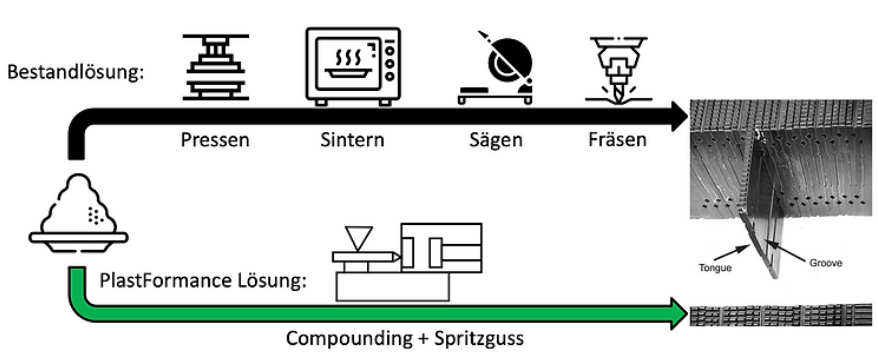 Bestandlösung:
Pressen
Sintern
Sägen
Fräsen
Tongue
Groove
PlastFormance Lösung:
Compounding + Spritzguss